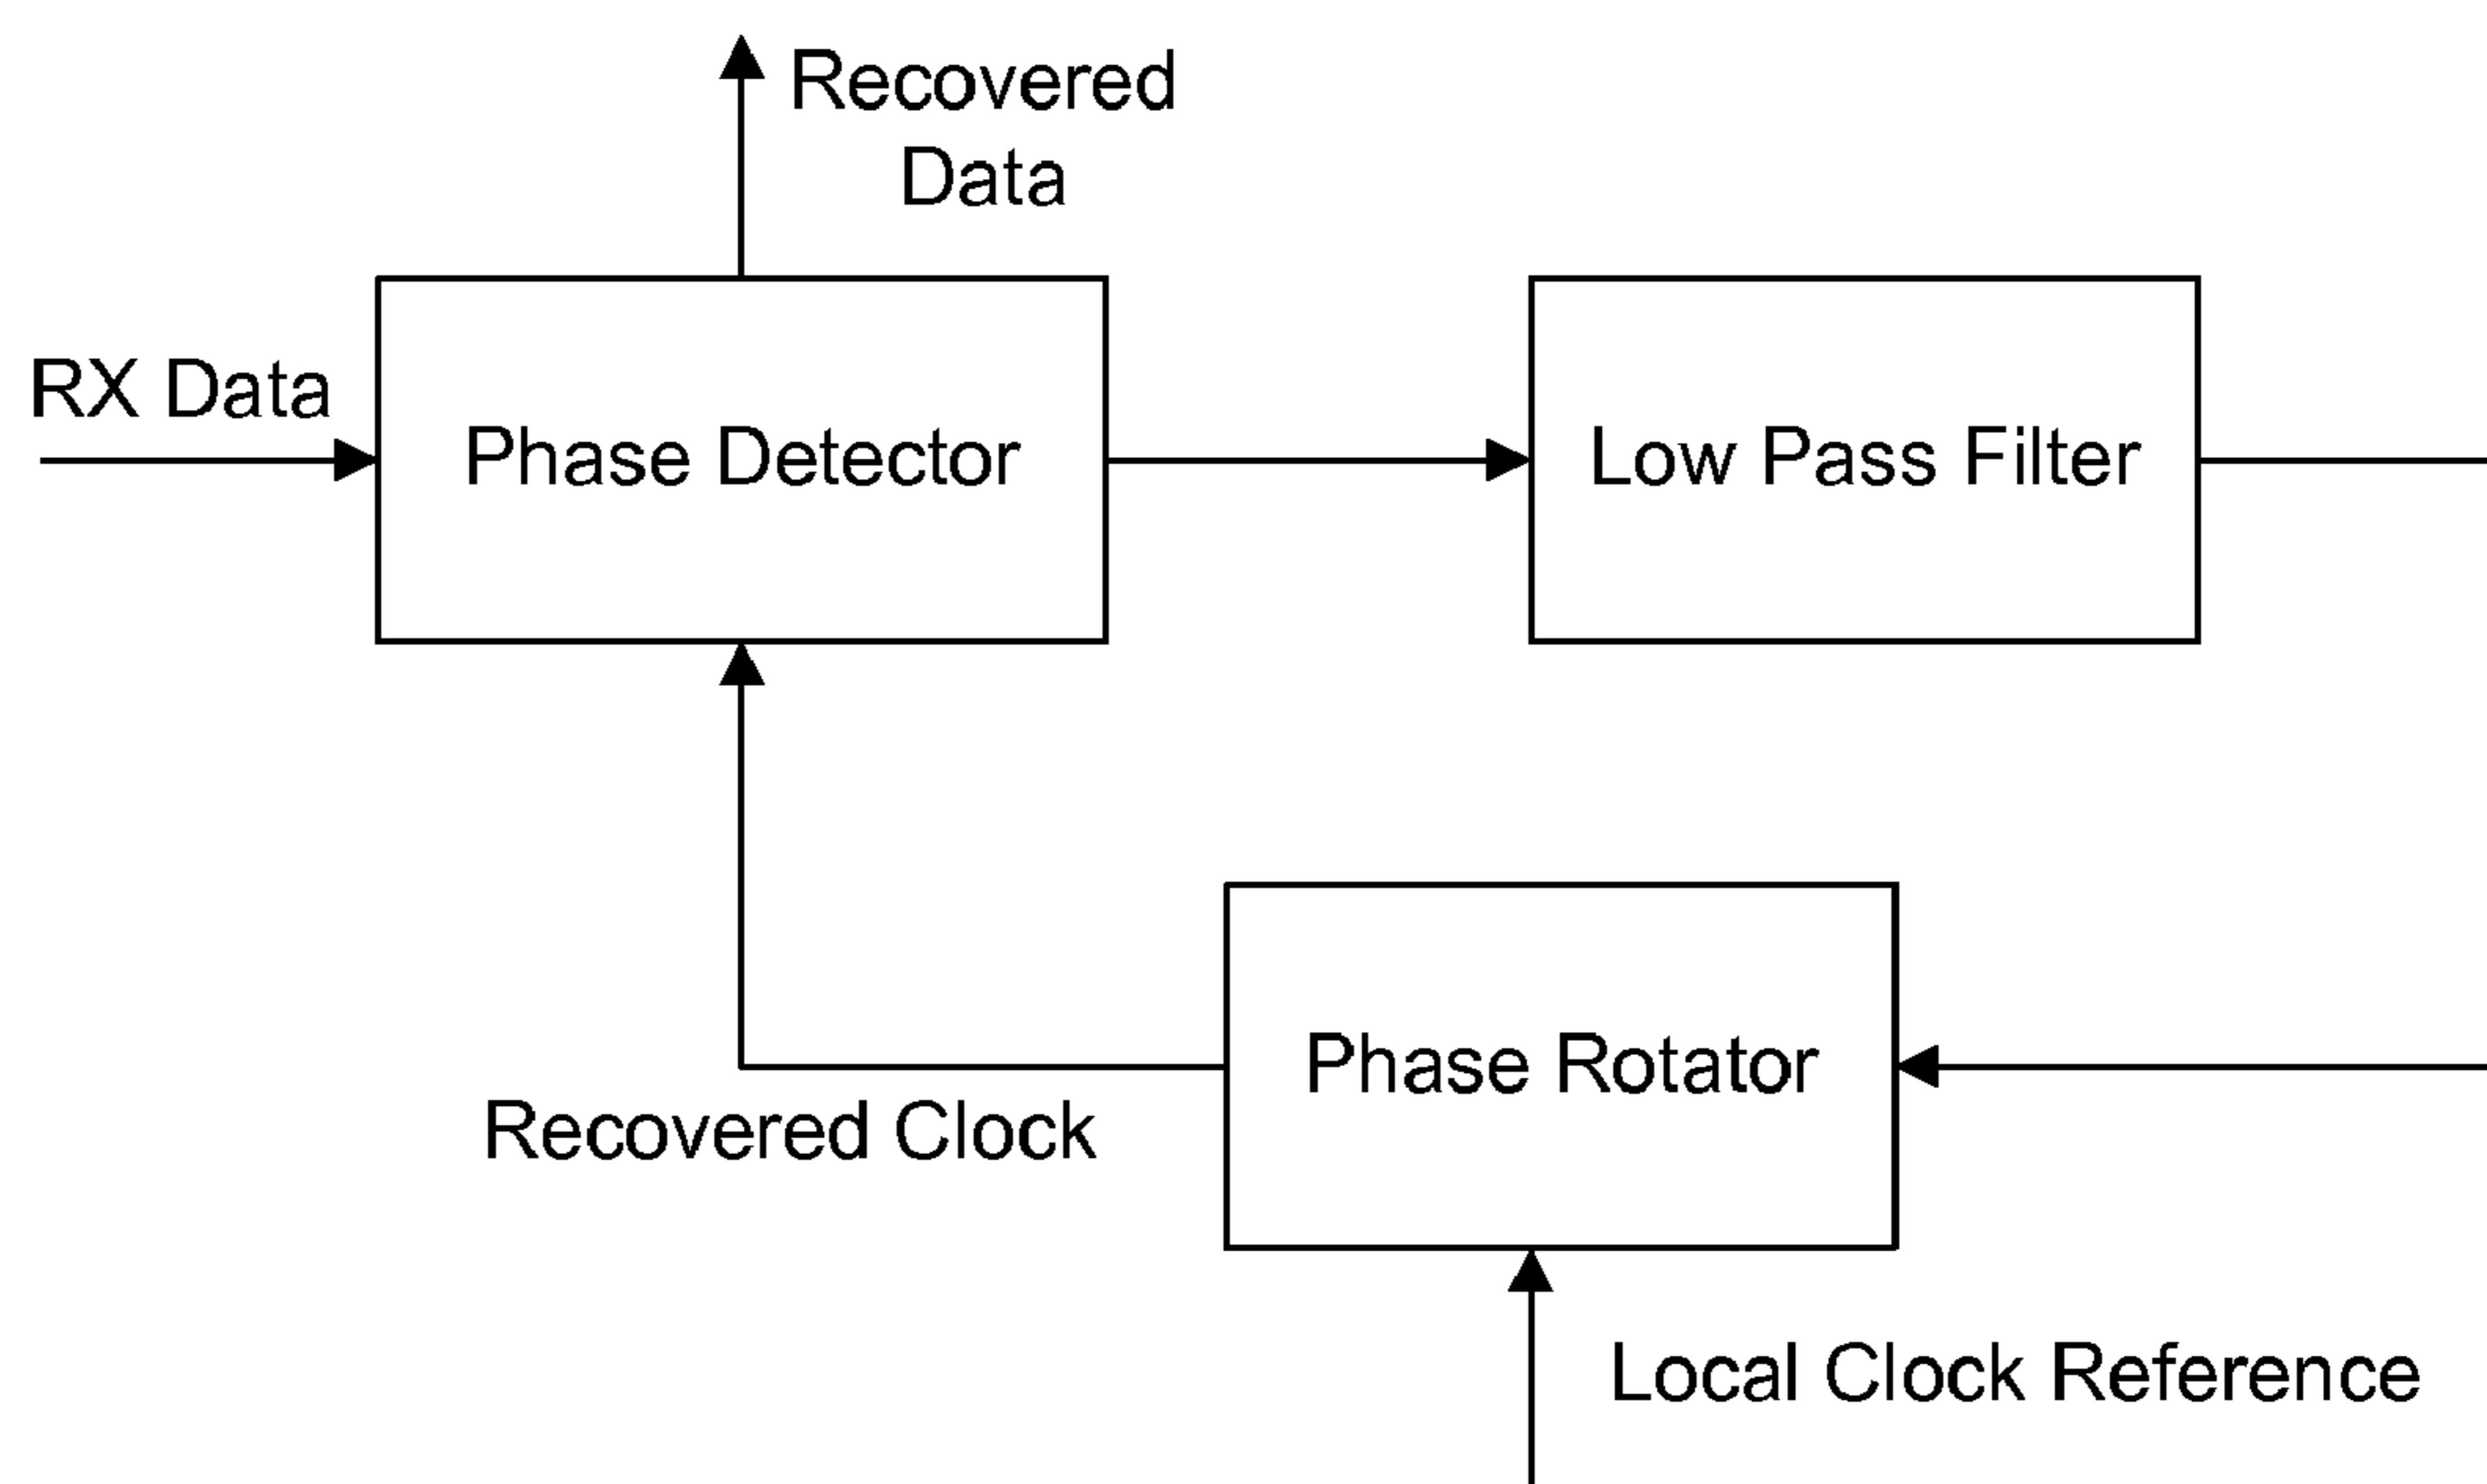 Recovered
Data
RX Data
Phase Detector
Low Pass Filter
Phase Rotator
Recovered Clock
Local Clock Reference